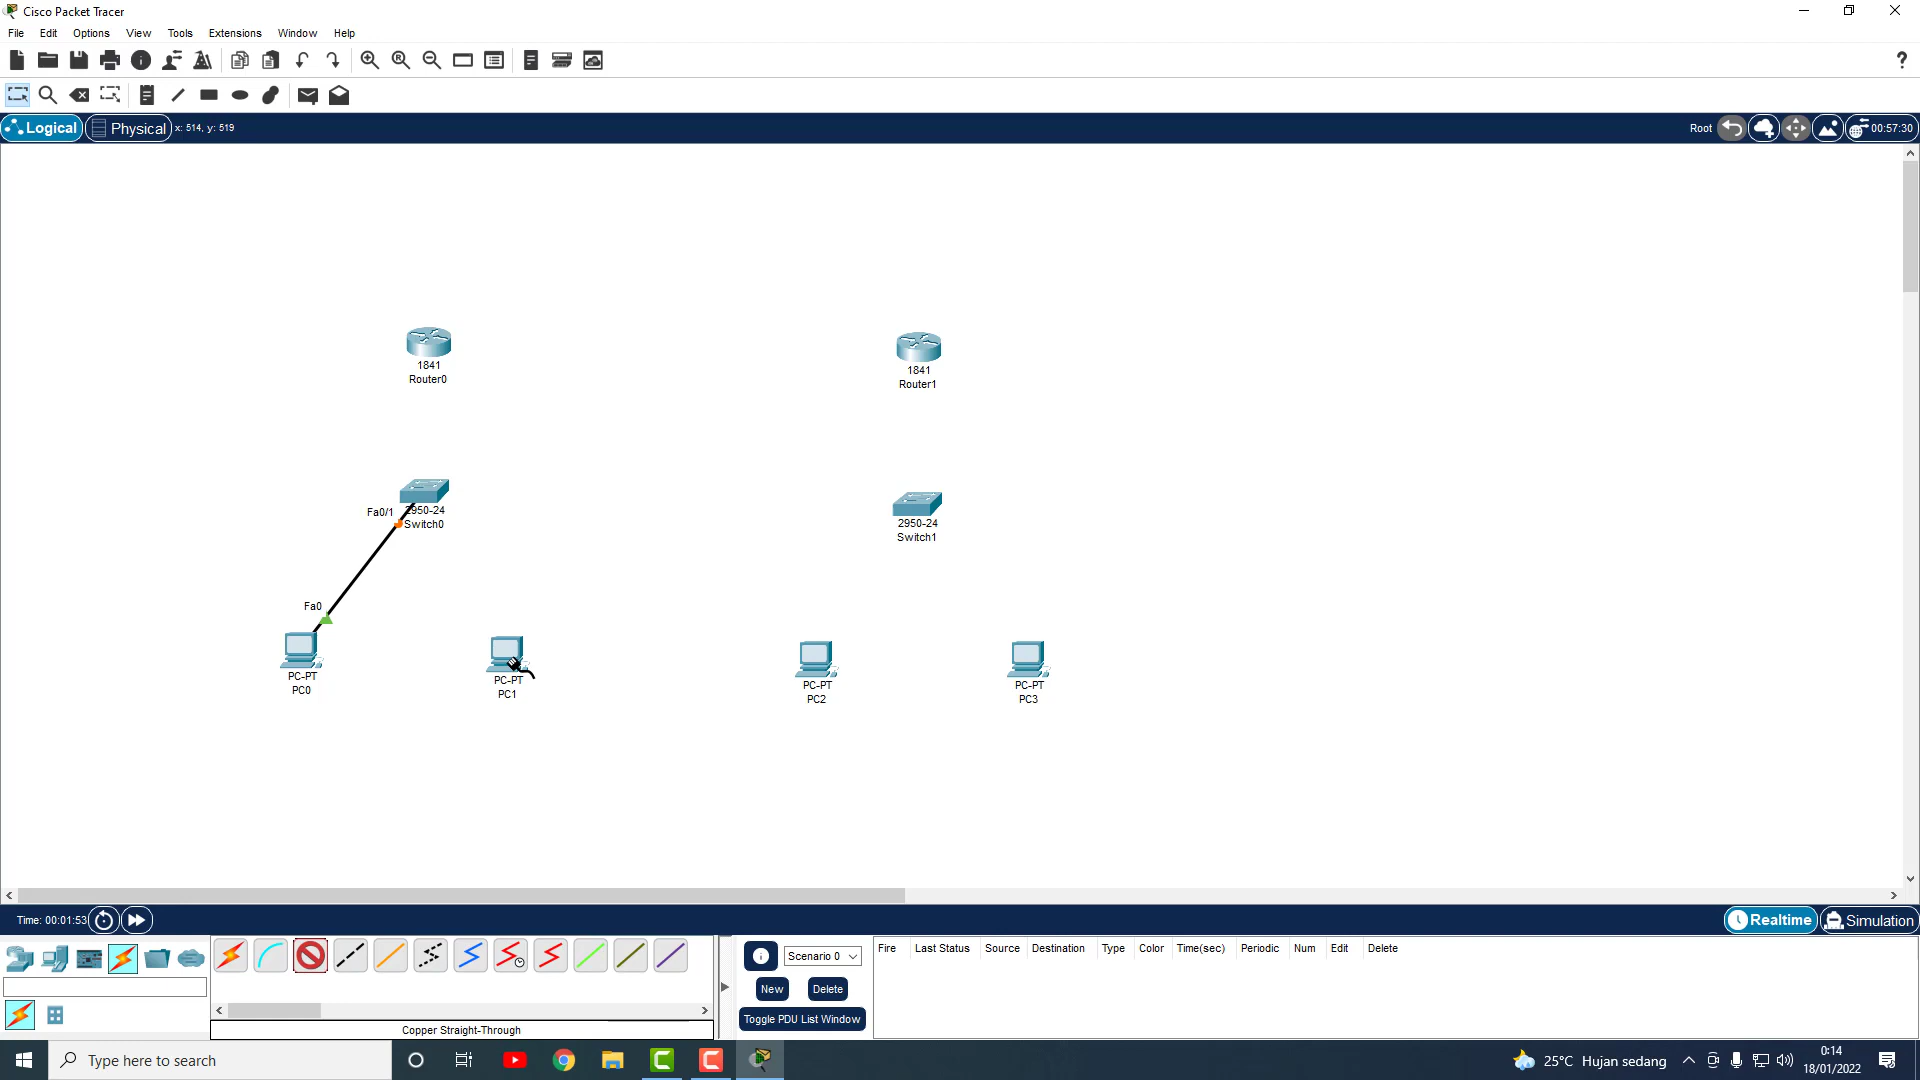 Cisco Packet Tracer
File Edit Options View Tools Extensions Window Help
?
Logical Physical x: 514, y: 519 Root 00:57:30
1841
Router0
1841
Router1
Fa0/1 2950-24
Switch0
2950-24
Switch1
Fa0
PC-PT
PC0
PC-PT
PC1
PC-PT
PC2
PC-PT
PC3
Time: 00:01:53 Realtime Simulation
Scenario 0
New Delete
Toggle PDU List Window
Fire Last Status Source Destination Type Color Time(sec) Periodic Num Edit Delete
Copper Straight-Through
Type here to search
25°C Hujan sedang
0:14
18/01/2022